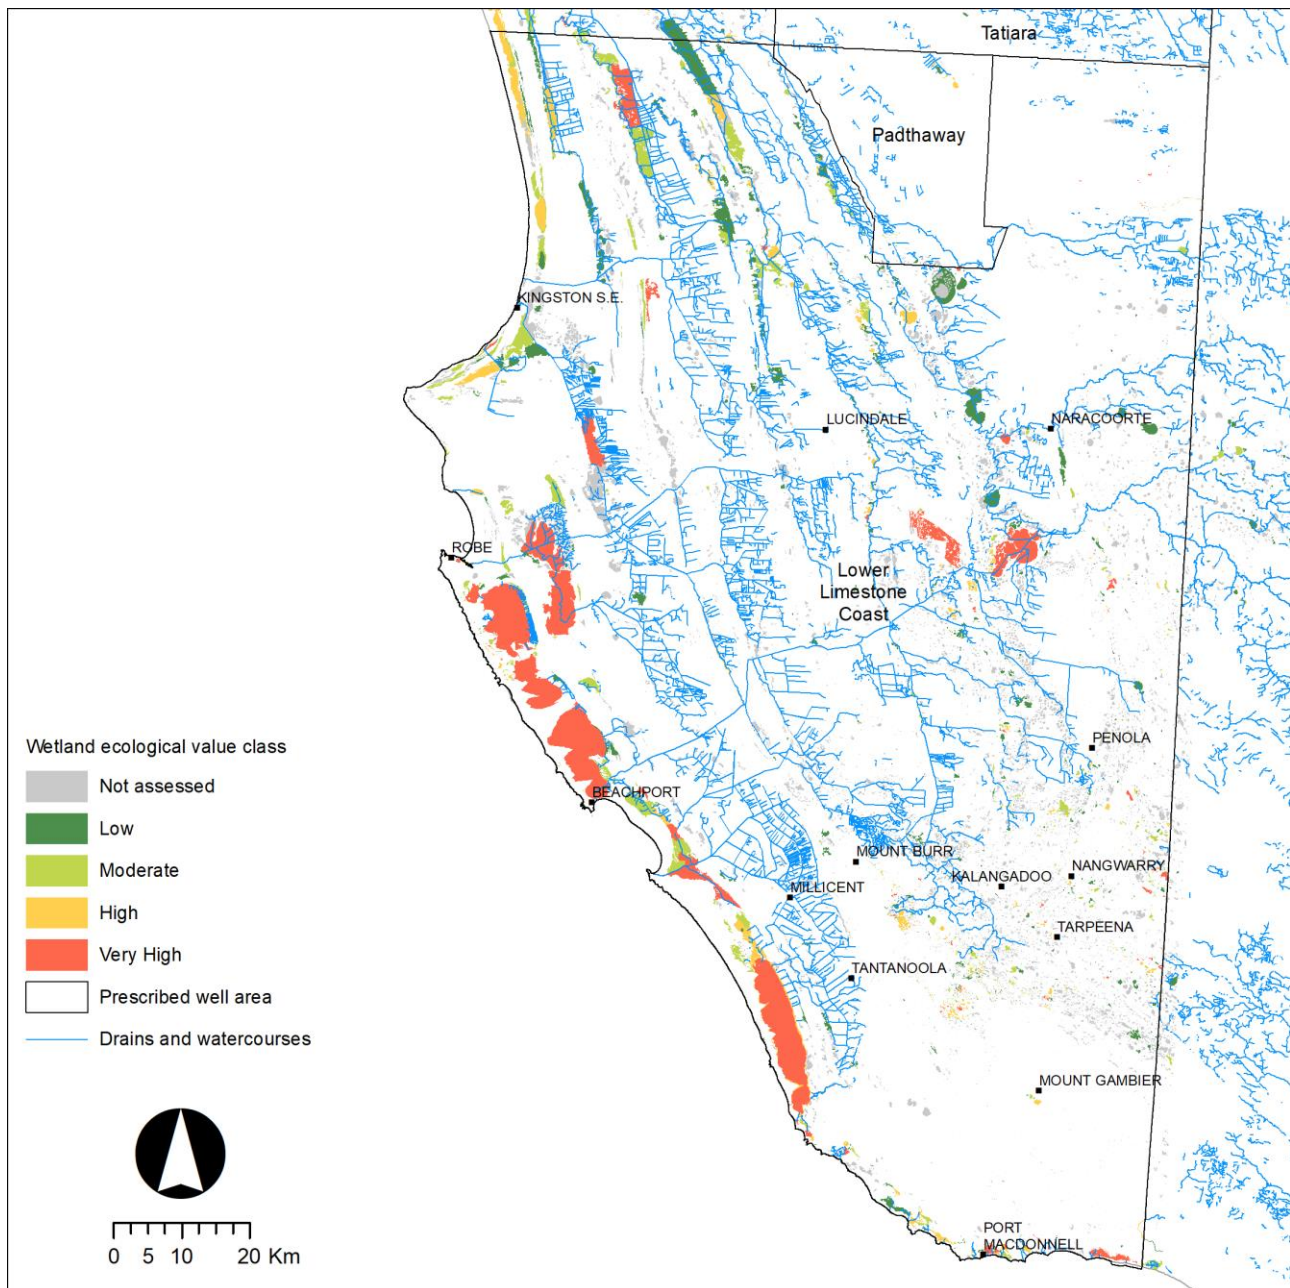 Tatiara
Padthaway
KINGSTON S.E.
LUCINDALE
NARACOORTE
ROBE
Lower
Limestone
Coast
PENOLA
BEACHPORT
MOUNT BURR
KALANGADOO
NANGWARRY
MILLICENT
TARPEENA
TANTANOOLA
MOUNT GAMBIER
PORT
MACDONNELL
Wetland ecological value class
Not assessed
Low
Moderate
High
Very High
Prescribed well area
Drains and watercourses
0 5 10 20 Km